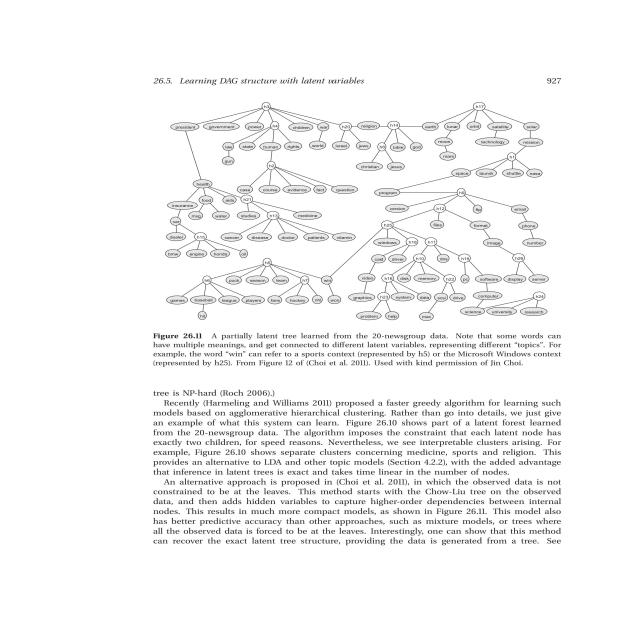 26.5. Learning DAG structure with latent variables 927
h3
h17
president government power h4 children war h20 religion h14 earth lunar orbit satellite solar
law state human rights world israel jews h9 bible god moon technology mission
gun christian jesus mars h1
h2 space launch shuttle nasa
health case course evidence fact question program h8
food aids h21 version h12 ftp email
insurance msg water studies h13 medicine files format phone
car windows image number
dealer h15 cancer disease doctor patients vitamin h10 h11
bmw engine honda oil card driver h19 dos h16
h5 video disk memory h22 pc software display server
pack season team h7 win
games baseball league players fans hockey nhl won graphics h23 system data scsi drive computer
hit problem help mac science university research
Figure 26.11 A partially latent tree learned from the 20-newsgroup data. Note that some words can
have multiple meanings, and get connected to different latent variables, representing different “topics”. For
example, the word “win” can refer to a sports context (represented by h5) or the Microsoft Windows context
(represented by h25). From Figure 12 of (Choi et al. 2011). Used with kind permission of Jin Choi.
tree is NP-hard (Roch 2006).)
Recently (Harmeling and Williams 2011) proposed a faster greedy algorithm for learning such
models based on agglomerative hierarchical clustering. Rather than go into details, we just give
an example of what this system can learn. Figure 26.10 shows part of a latent forest learned
from the 20-newsgroup data. The algorithm imposes the constraint that each latent node has
exactly two children, for speed reasons. Nevertheless, we see interpretable clusters arising. For
example, Figure 26.10 shows separate clusters concerning medicine, sports and religion. This
provides an alternative to LDA and other topic models (Section 4.2.2), with the added advantage
that inference in latent trees is exact and takes time linear in the number of nodes.
An alternative approach is proposed in (Choi et al. 2011), in which the observed data is not
constrained to be at the leaves. This method starts with the Chow-Liu tree on the observed
data, and then adds hidden variables to capture higher-order dependencies between internal
nodes. This results in much more compact models, as shown in Figure 26.11. This model also
has better predictive accuracy than other approaches, such as mixture models, or trees where
all the observed data is forced to be at the leaves. Interestingly, one can show that this method
can recover the exact latent tree structure, providing the data is generated from a tree. See